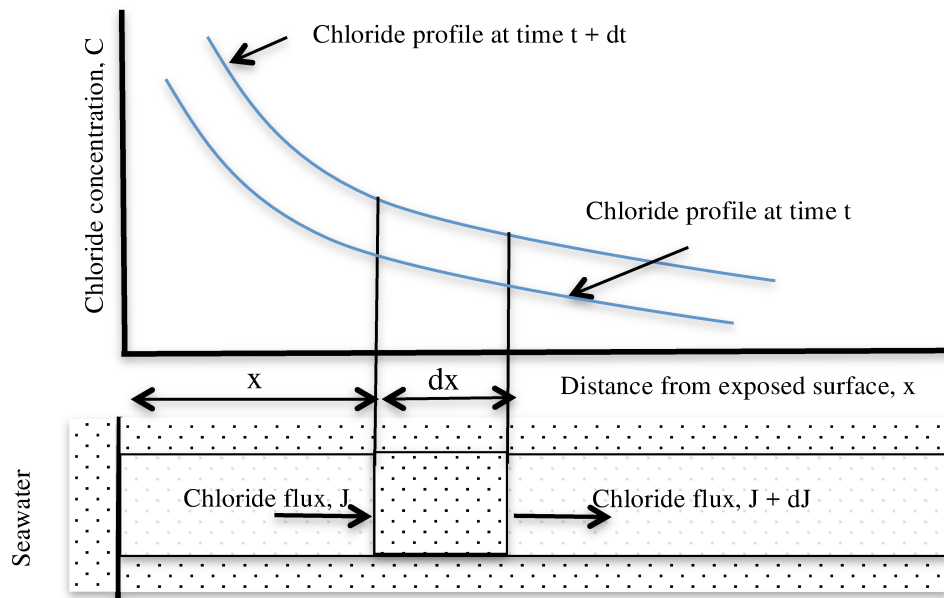 Chloride profile at time t + dt
Chloride concentration, C
Chloride profile at time t
x
dx
Distance from exposed surface, x
Seawater
Chloride flux, J
Chloride flux, J + dJ